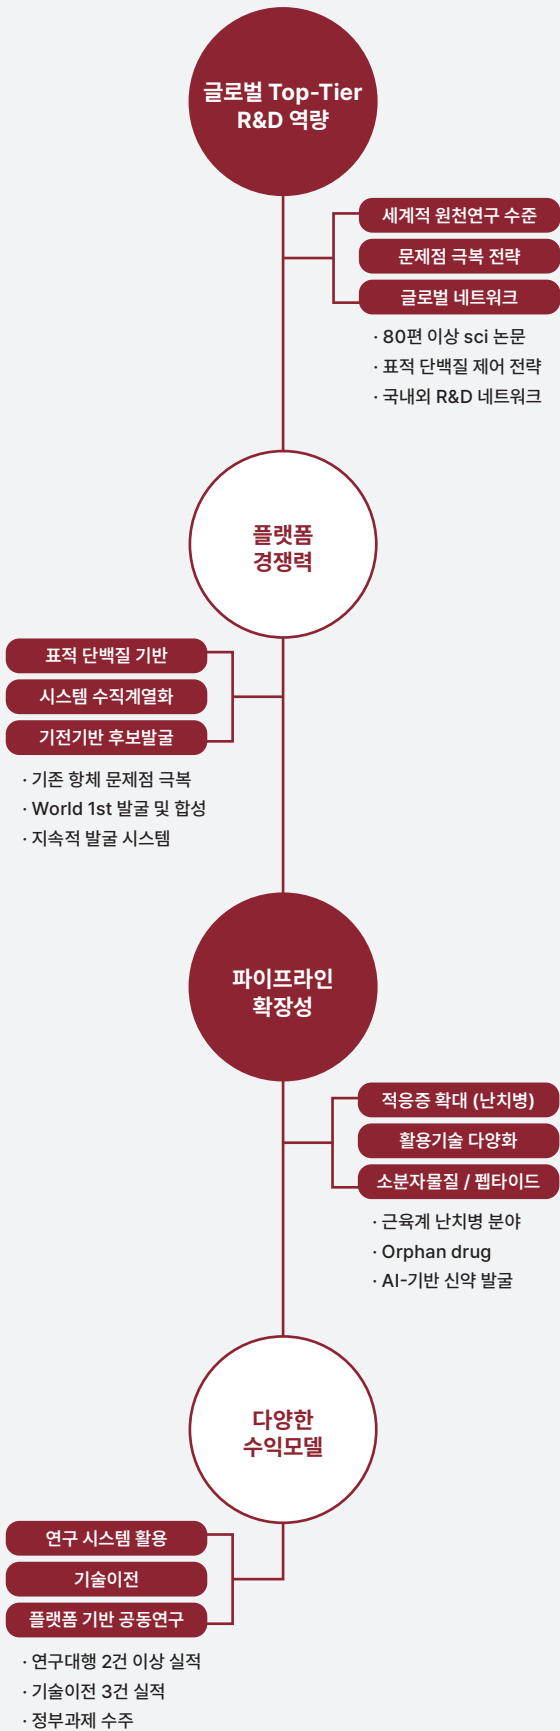 글로벌 Top-Tier
R&D 역량
세계적 원천연구 수준
문제점 극복 전략
글로벌 네트워크
· 80편 이상 sci 논문
· 표적 단백질 제어 전략
· 국내외 R&D 네트워크
플랫폼
경쟁력
표적 단백질 기반
시스템 수직계열화
기전기반 후보발굴
· 기존 항체 문제점 극복
· World 1st 발굴 및 합성
· 지속적 발굴 시스템
파이프라인
확장성
적응증 확대 (난치병)
활용기술 다양화
소분자물질 / 펩타이드
· 근육계 난치병 분야
· Orphan drug
· AI-기반 신약 발굴
다양한
수익모델
연구 시스템 활용
기술이전
플랫폼 기반 공동연구
· 연구대행 2건 이상 실적
· 기술이전 3건 실적
· 정부과제 수주